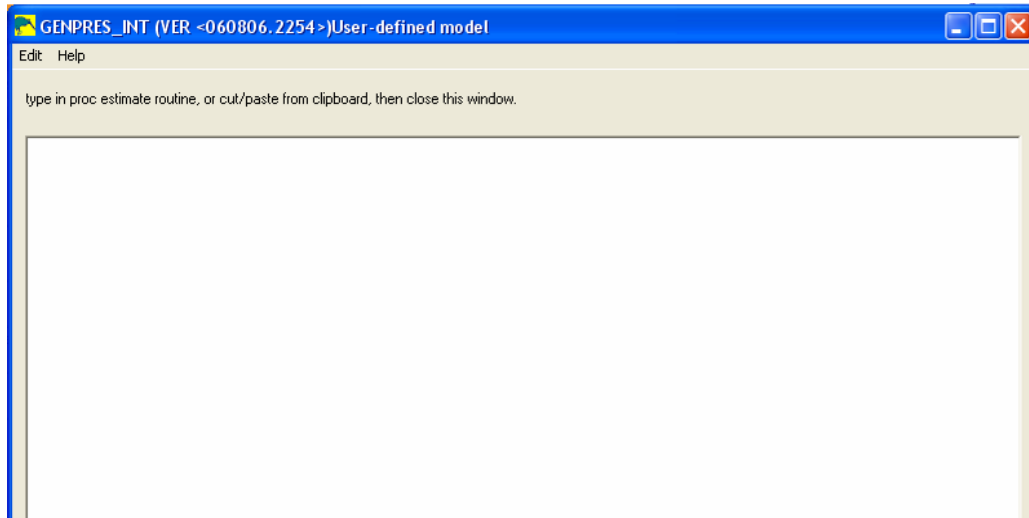 GENPRES_INT (VER <060806.2254>)User-defined model
Edit Help
type in proc estimate routine, or cut/paste from clipboard, then close this window.